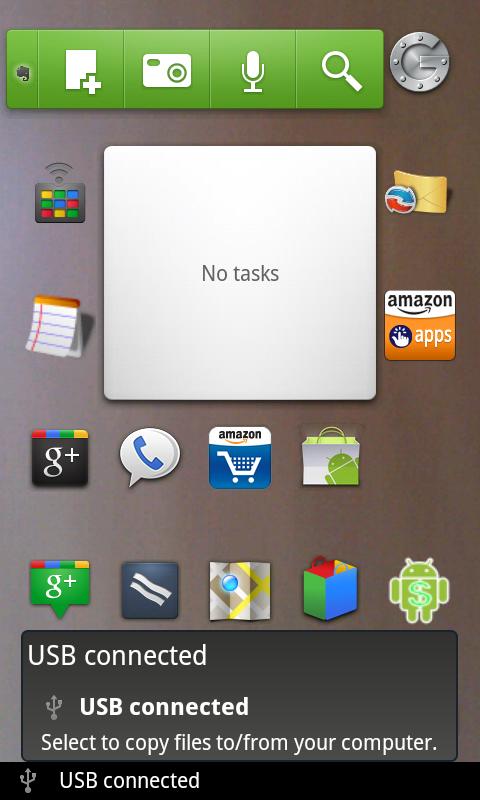 No tasks
amazon
apps
g+
amazon
g+
USB connected
USB connected
Select to copy files to/from your computer.
USB connected